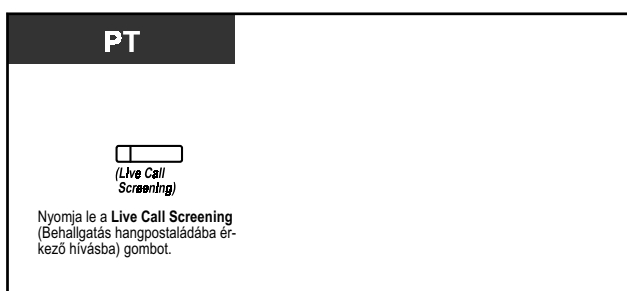 PT
(Live Call
Screening)
Nyomja le a Live Call Screening
(Behallgatás hangpostaládába ér-
kező hívásba) gombot.